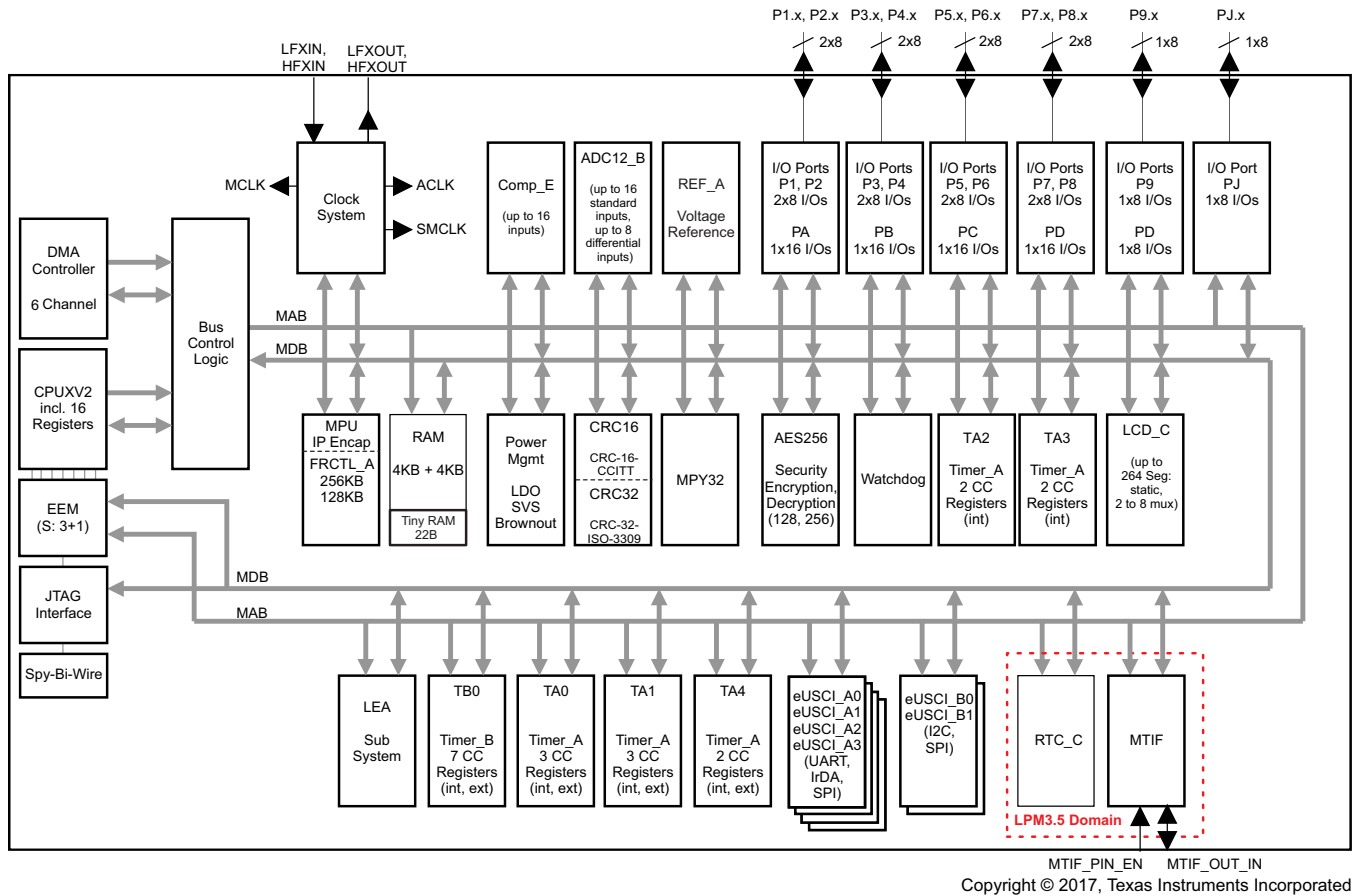 P1.x, P2.x
2x8
P3.x, P4.x
2x8
P5.x, P6.x
2x8
P7.x, P8.x
2x8
P9.x
1x8
PJ.x
1x8
LFXIN,
HFXIN
LFXOUT,
HFXOUT
MCLK
Clock
System
ACLK
SMCLK
Comp_E
(up to 16
inputs)
ADC12_B
(up to 16
standard
inputs,
up to 8
differential
inputs)
REF_A
Voltage
Reference
I/O Ports
P1, P2
2x8 I/Os
PA
1x16 I/Os
I/O Ports
P3, P4
2x8 I/Os
PB
1x16 I/Os
I/O Ports
P5, P6
2x8 I/Os
PC
1x16 I/Os
I/O Ports
P7, P8
2x8 I/Os
PD
1x16 I/Os
I/O Ports
P9
1x8 I/Os
PD
1x8 I/Os
I/O Port
PJ
1x8 I/Os
DMA
Controller
6 Channel
Bus
Control
Logic
MAB
MDB
CPUXV2
incl. 16
Registers
MPU
IP Encap
FRCTL_A
256KB
128KB
RAM
4KB + 4KB
Tiny RAM
22B
Power
Mgmt
LDO
SVS
Brownout
CRC16
CRC-16-
CCITT
CRC32
CRC-32-
ISO-3309
MPY32
AES256
Security
Encryption,
Decryption
(128, 256)
Watchdog
TA2
Timer_A
2 CC
Registers
(int)
TA3
Timer_A
2 CC
Registers
(int)
LCD_C
(up to
264 Seg:
static,
2 to 8 mux)
EEM
(S: 3+1)
JTAG
Interface
Spy-Bi-Wire
MDB
MAB
LEA
Sub
System
TB0
Timer_B
7 CC
Registers
(int, ext)
TA0
Timer_A
3 CC
Registers
(int, ext)
TA1
Timer_A
3 CC
Registers
(int, ext)
TA4
Timer_A
2 CC
Registers
(int, ext)
eUSCI_A0
eUSCI_A1
eUSCI_A2
eUSCI_A3
(UART,
IrDA,
SPI)
eUSCI_B0
eUSCI_B1
(I2C,
SPI)
RTC_C
MTIF
LPM3.5 Domain
MTIF_PIN_EN
MTIF_OUT_IN
Copyright © 2017, Texas Instruments Incorporated